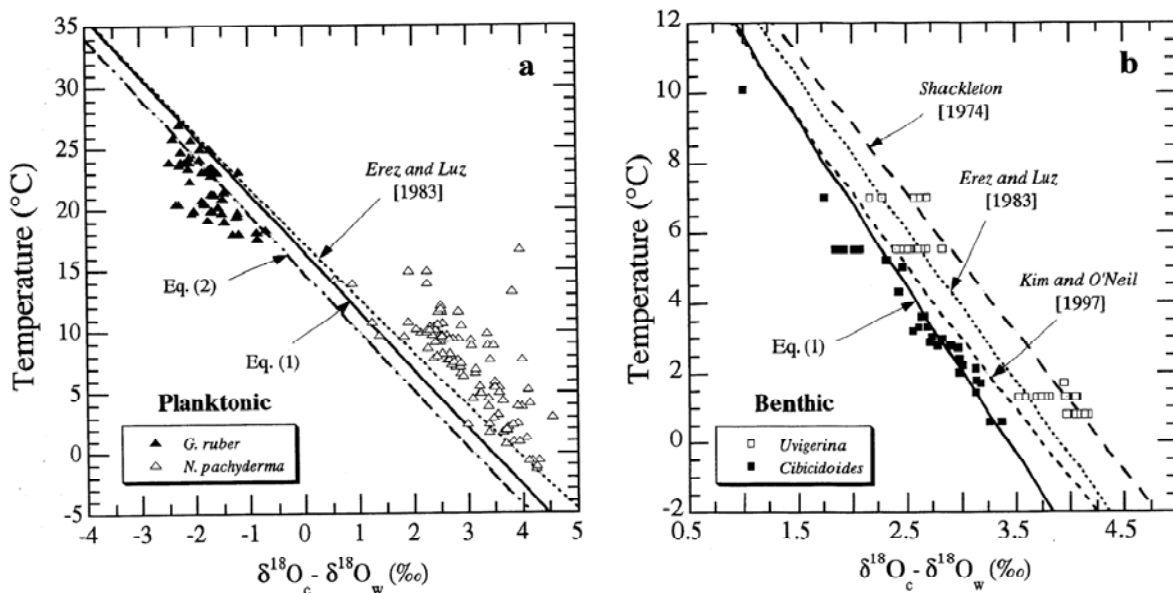 a
35
30
25
20
15
10
5
0
-5
Temperature (°C)
Erez and Luz
[1983]
Eq. (2)
Eq. (1)
Planktonic
G. ruber
N. pachyderma
-4 -3 -2 -1 0 1 2 3 4 5
δ¹⁸Oc - δ¹⁸Ow (‰)
b
12
10
8
6
4
2
0
-2
Temperature (°C)
Shackleton
[1974]
Erez and Luz
[1983]
Kim and O'Neil
[1997]
Eq. (1)
Benthic
Uvigerina
Cibicidoides
0.5 1.5 2.5 3.5 4.5
δ¹⁸Oc - δ¹⁸Ow (‰)